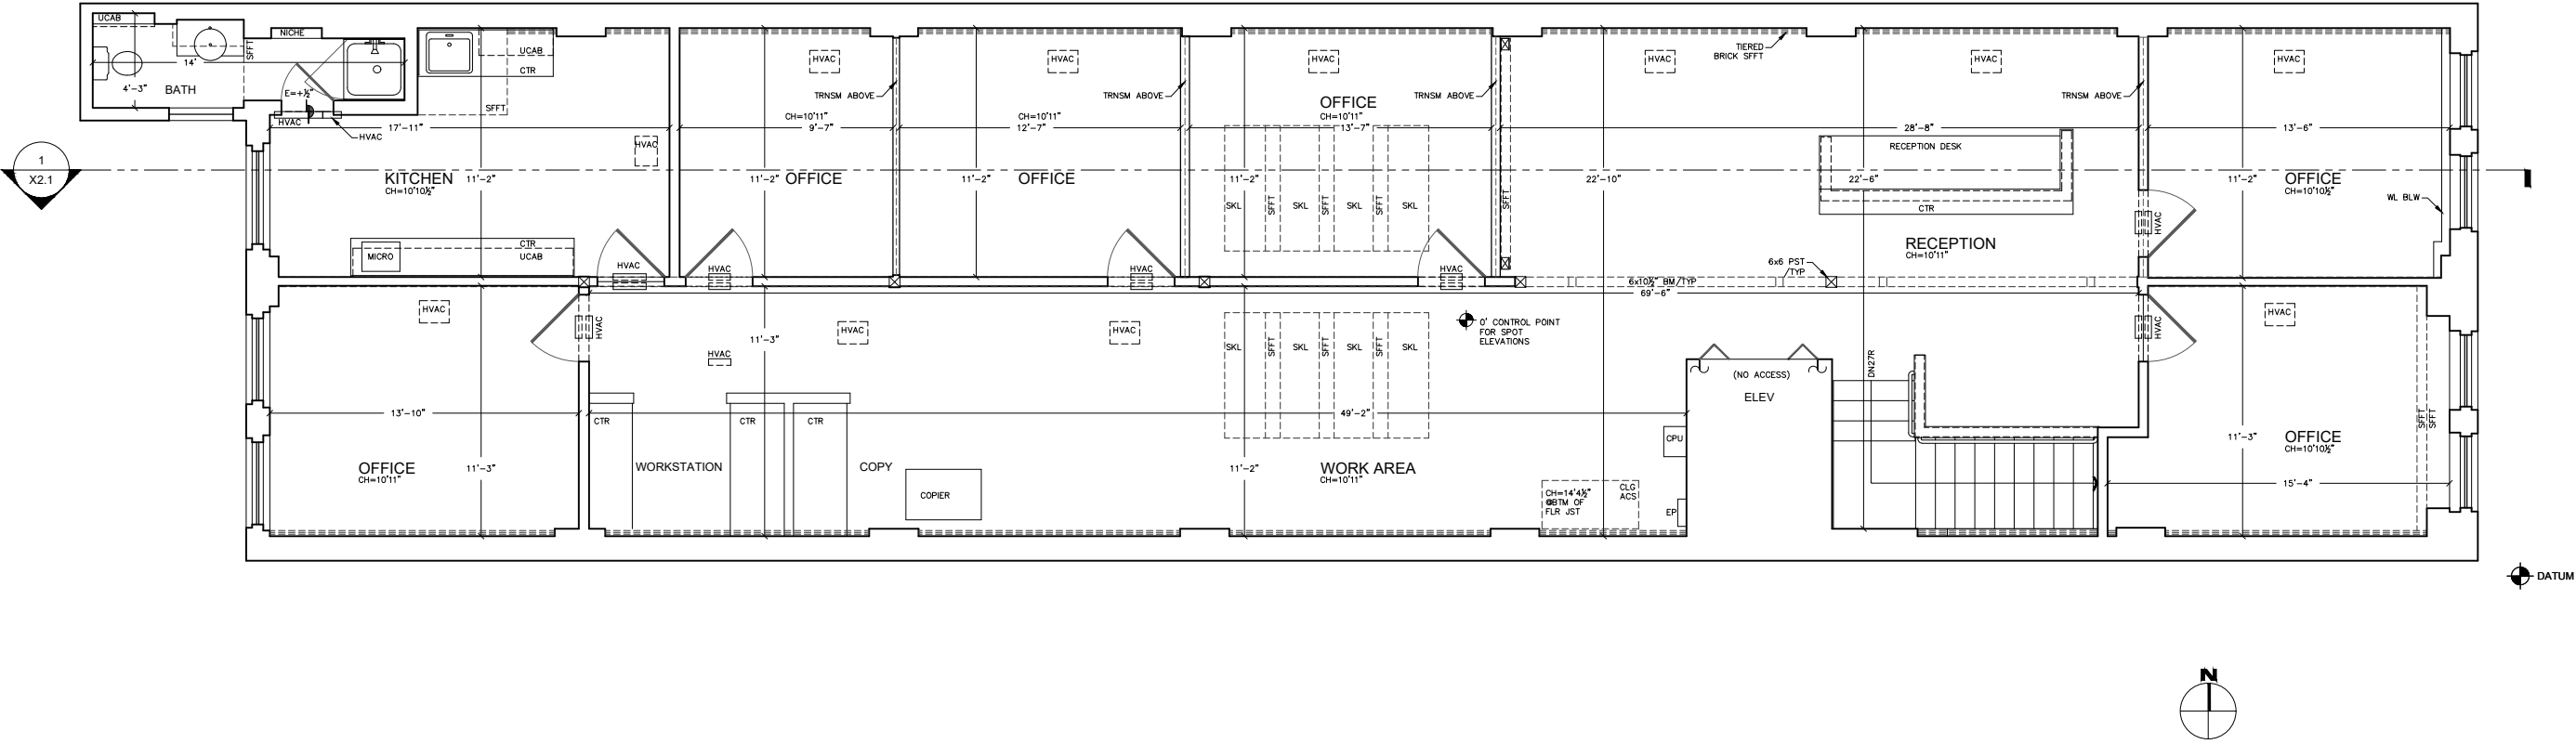 UCAB
NICHE
SFFT
14'
4'-3"
BATH
E=+½"
HVAC
HVAC
UCAB
CTR
SFFT
17'-11"
HVAC
KITCHEN
CH=10'10½"
11'-2"
MICRO
CTR
UCAB
HVAC
HVAC
TRNSM ABOVE
CH=10'11"
9'-7"
11'-2"
OFFICE
HVAC
HVAC
TRNSM ABOVE
CH=10'11"
12'-7"
11'-2"
OFFICE
HVAC
HVAC
TRNSM ABOVE
OFFICE
CH=10'11"
13'-7"
11'-2"
SKL
SFFT
SKL
SFFT
SKL
SFFT
SKL
HVAC
SFFT
HVAC
TIERED
BRICK SFFT
HVAC
TRNSM ABOVE
28'-8"
RECEPTION DESK
22'-10"
22'-6"
CTR
RECEPTION
CH=10'11"
6x6 PST
/TYP
6x10½" BM/TYP
69'-6"
HVAC
HVAC
13'-6"
11'-2"
OFFICE
CH=10'10½"
WL BLW
1
X2.1
HVAC
HVAC
13'-10"
OFFICE
CH=10'11"
11'-3"
11'-3"
HVAC
HVAC
HVAC
CTR
CTR
CTR
WORKSTATION
COPY
COPIER
SKL
SFFT
SKL
SFFT
SKL
SFFT
SKL
49'-2"
11'-2"
WORK AREA
CH=10'11"
0' CONTROL POINT
FOR SPOT
ELEVATIONS
CH=14'4½"
@BTM OF
FLR JST
CLG
ACS
CPU
EP
(NO ACCESS)
ELEV
DN27R
HVAC
HVAC
SFFT
SFFT
11'-3"
OFFICE
CH=10'10½"
15'-4"
DATUM
N